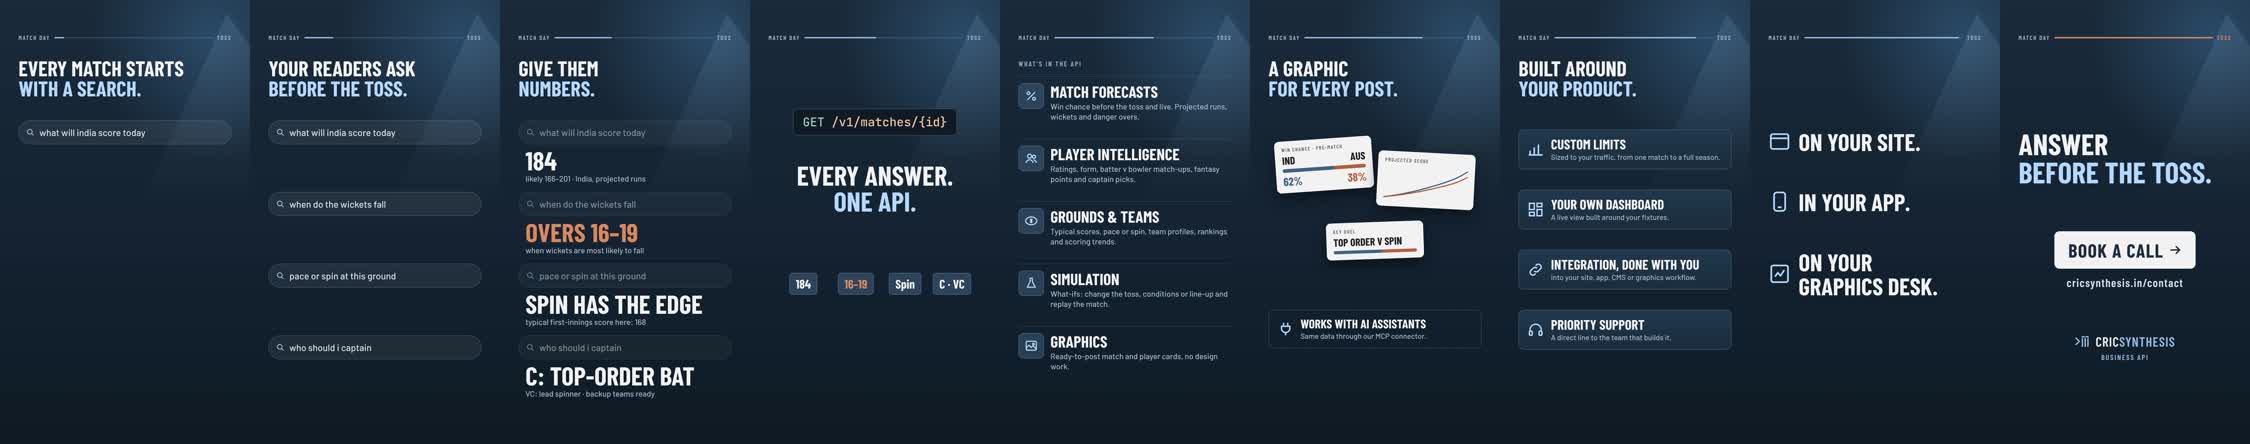 MATCH DAY
TOSS
EVERY MATCH STARTS
WITH A SEARCH.
what will india score today
MATCH DAY
TOSS
YOUR READERS ASK
BEFORE THE TOSS.
what will india score today
when do the wickets fall
pace or spin at this ground
who should i captain
MATCH DAY
TOSS
GIVE THEM
NUMBERS.
what will india score today
184
likely 166–201 · India, projected runs
when do the wickets fall
OVERS 16–19
when wickets are most likely to fall
pace or spin at this ground
SPIN HAS THE EDGE
typical first-innings score here: 168
who should i captain
C: TOP-ORDER BAT
VC: lead spinner · backup teams ready
MATCH DAY
TOSS
GET /v1/matches/{id}
EVERY ANSWER.
ONE API.
184
16–19
Spin
C · VC
MATCH DAY
TOSS
WHAT'S IN THE API
MATCH FORECASTS
Win chance before the toss and live. Projected runs,
wickets and danger overs.
PLAYER INTELLIGENCE
Ratings, form, batter v bowler match-ups, fantasy
points and captain picks.
GROUNDS & TEAMS
Typical scores, pace or spin, team profiles, rankings
and scoring trends.
SIMULATION
What-ifs: change the toss, conditions or line-up and
replay the match.
GRAPHICS
Ready-to-post match and player cards, no design
work.
MATCH DAY
TOSS
A GRAPHIC
FOR EVERY POST.
WIN CHANCE · PRE-MATCH
IND
AUS
62%
38%
PROJECTED SCORE
KEY DUEL
TOP ORDER V SPIN
WORKS WITH AI ASSISTANTS
Same data through our MCP connector.
MATCH DAY
TOSS
BUILT AROUND
YOUR PRODUCT.
CUSTOM LIMITS
Sized to your traffic, from one match to a full season.
YOUR OWN DASHBOARD
A live view built around your fixtures.
INTEGRATION, DONE WITH YOU
Into your site, app, CMS or graphics workflow.
PRIORITY SUPPORT
A direct line to the team that builds it.
MATCH DAY
TOSS
ON YOUR SITE.
IN YOUR APP.
ON YOUR
GRAPHICS DESK.
MATCH DAY
TOSS
ANSWER
BEFORE THE TOSS.
BOOK A CALL →
cricsynthesis.in/contact
CRICSYNTHESIS
BUSINESS API